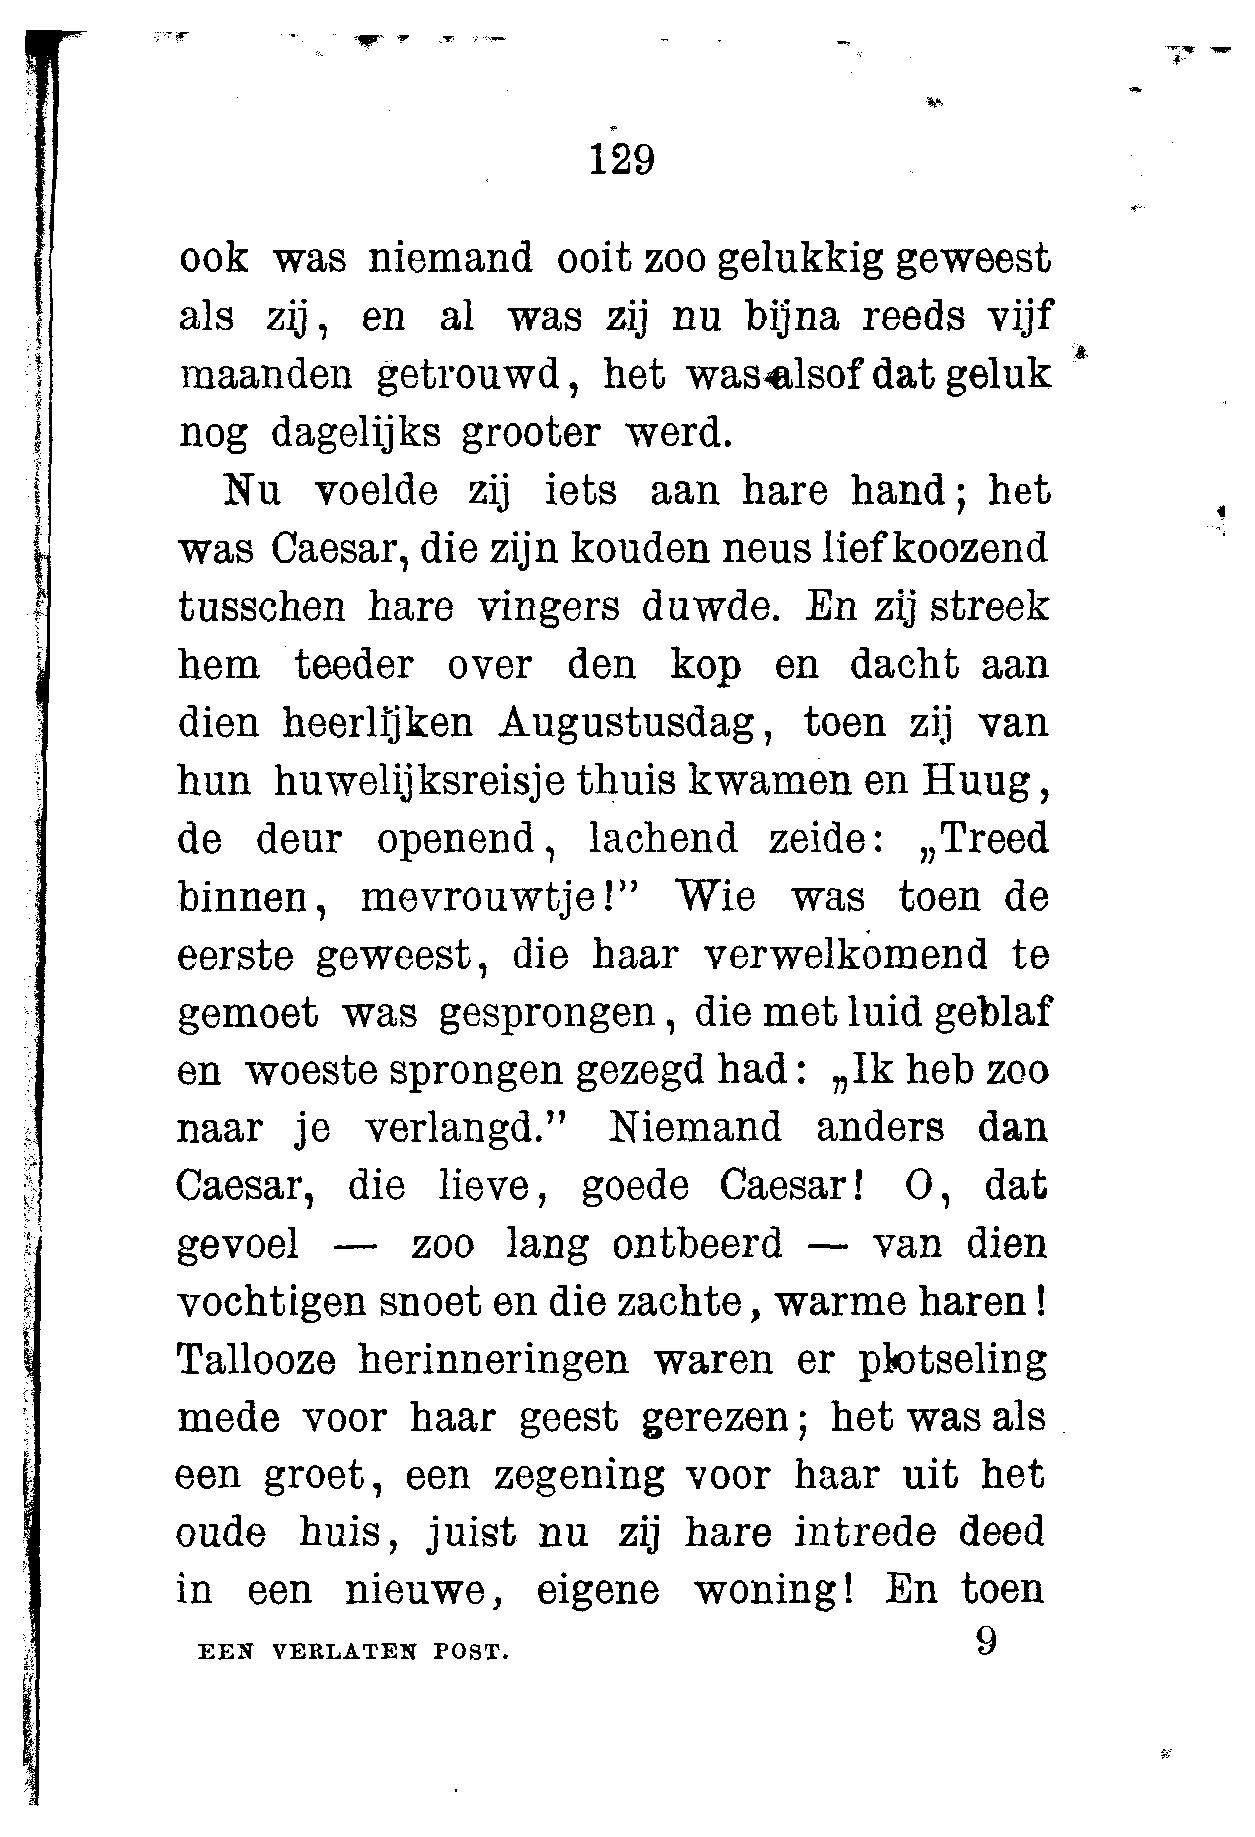 129
ook was niemand ooit zoo gelukkig geweest
als zij, en al was zij nu bijna reeds vijf
maanden getrouwd, het was alsof dat geluk
nog dagelijks grooter werd.
Nu voelde zij iets aan hare hand; het
was Caesar, die zijn kouden neus liefkoozend
tusschen hare vingers duwde. En zij streek
hem teeder over den kop en dacht aan
dien heerlijken Augustusdag, toen zij van
hun huwelijksreisje thuis kwamen en Huug,
de deur openend, lachend zeide: „Treed
binnen, mevrouwtje!” Wie was toen de
eerste geweest, die haar verwelkomend te
gemoet was gesprongen, die met luid geblaf
en woeste sprongen gezegd had: „Ik heb zoo
naar je verlangd.” Niemand anders dan
Caesar, die lieve, goede Caesar! O, dat
gevoel — zoo lang ontbeerd — van dien
vochtigen snoet en die zachte, warme haren!
Tallooze herinneringen waren er plotseling
mede voor haar geest gerezen; het was als
een groet, een zegening voor haar uit het
oude huis, juist nu zij hare intrede deed
in een nieuwe, eigene woning! En toen
EEN VERLATEN POST. 9